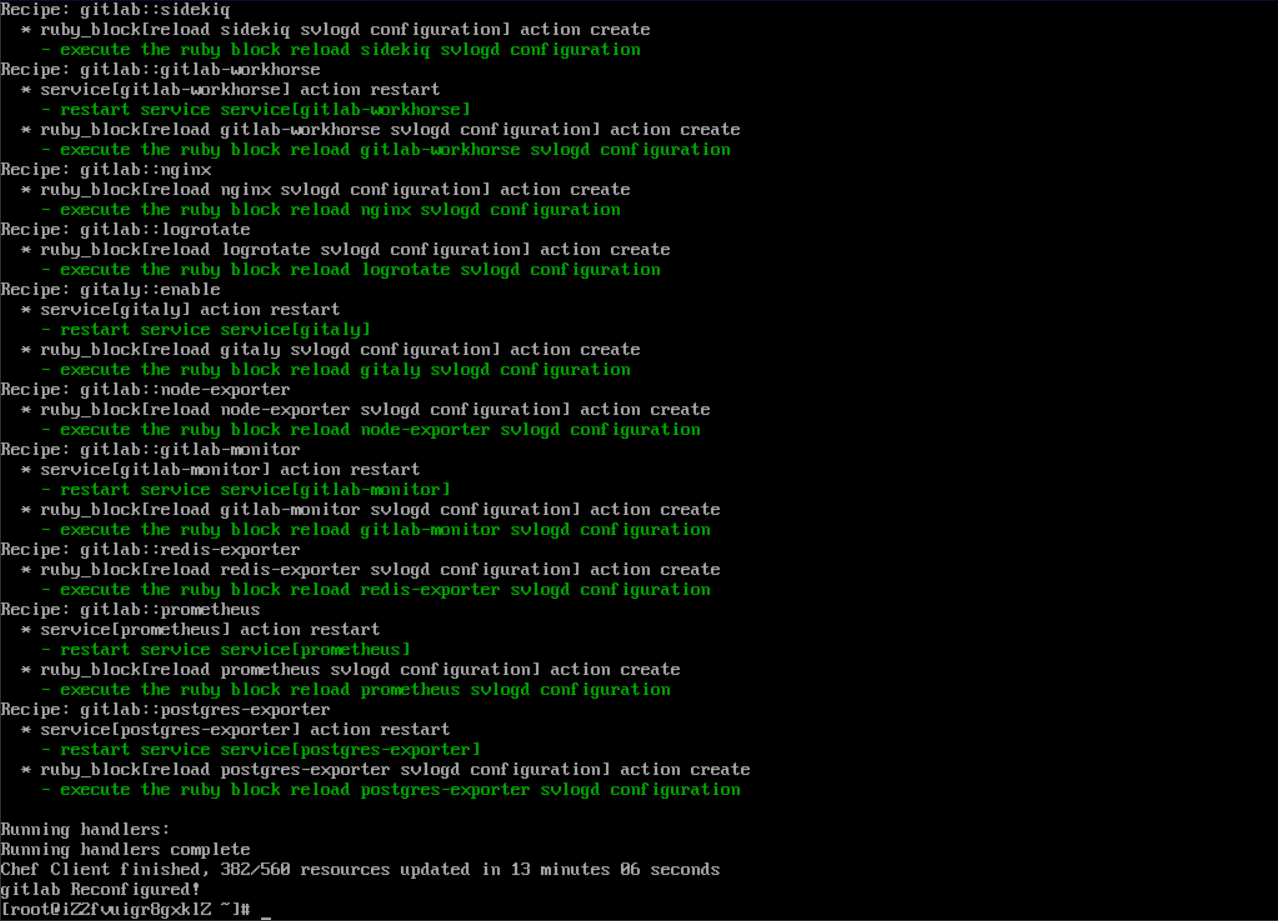 Recipe: gitlab::sidekiq
  * ruby_block[reload sidekiq svlogd configuration] action create
    - execute the ruby block reload sidekiq svlogd configuration
Recipe: gitlab::gitlab-workhorse
  * service[gitlab-workhorse] action restart
    - restart service service[gitlab-workhorse]
  * ruby_block[reload gitlab-workhorse svlogd configuration] action create
    - execute the ruby block reload gitlab-workhorse svlogd configuration
Recipe: gitlab::nginx
  * ruby_block[reload nginx svlogd configuration] action create
    - execute the ruby block reload nginx svlogd configuration
Recipe: gitlab::logrotate
  * ruby_block[reload logrotate svlogd configuration] action create
    - execute the ruby block reload logrotate svlogd configuration
Recipe: gitaly::enable
  * service[gitaly] action restart
    - restart service service[gitaly]
  * ruby_block[reload gitaly svlogd configuration] action create
    - execute the ruby block reload gitaly svlogd configuration
Recipe: gitlab::node-exporter
  * ruby_block[reload node-exporter svlogd configuration] action create
    - execute the ruby block reload node-exporter svlogd configuration
Recipe: gitlab::gitlab-monitor
  * service[gitlab-monitor] action restart
    - restart service service[gitlab-monitor]
  * ruby_block[reload gitlab-monitor svlogd configuration] action create
    - execute the ruby block reload gitlab-monitor svlogd configuration
Recipe: gitlab::redis-exporter
  * ruby_block[reload redis-exporter svlogd configuration] action create
    - execute the ruby block reload redis-exporter svlogd configuration
Recipe: gitlab::prometheus
  * service[prometheus] action restart
    - restart service service[prometheus]
  * ruby_block[reload prometheus svlogd configuration] action create
    - execute the ruby block reload prometheus svlogd configuration
Recipe: gitlab::postgres-exporter
  * service[postgres-exporter] action restart
    - restart service service[postgres-exporter]
  * ruby_block[reload postgres-exporter svlogd configuration] action create
    - execute the ruby block reload postgres-exporter svlogd configuration

Running handlers:
Running handlers complete
Chef Client finished, 382/560 resources updated in 13 minutes 06 seconds
gitlab Reconfigured!
[root@iZ2fvuigr8gxklZ ~]# _